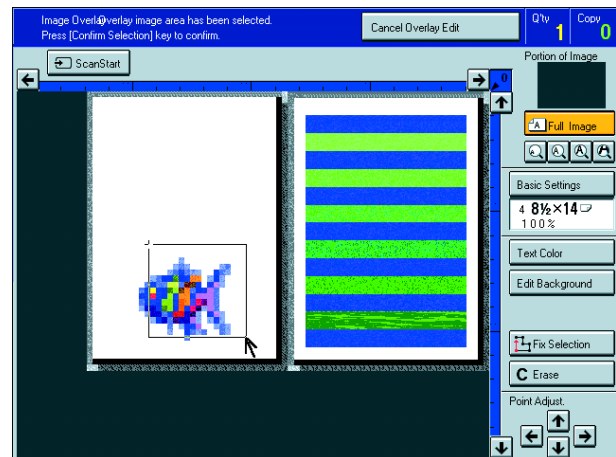 Image OverlayOverlay image area has been selected.
Press [Confirm Selection] key to confirm.
Cancel Overlay Edit
Q'ty
1
Copy
0
ScanStart
0
Portion of Image
A Full Image
A A A A
Basic Settings
4 8½×14
100%
Text Color
Edit Background
Fix Selection
C Erase
Point Adjust.